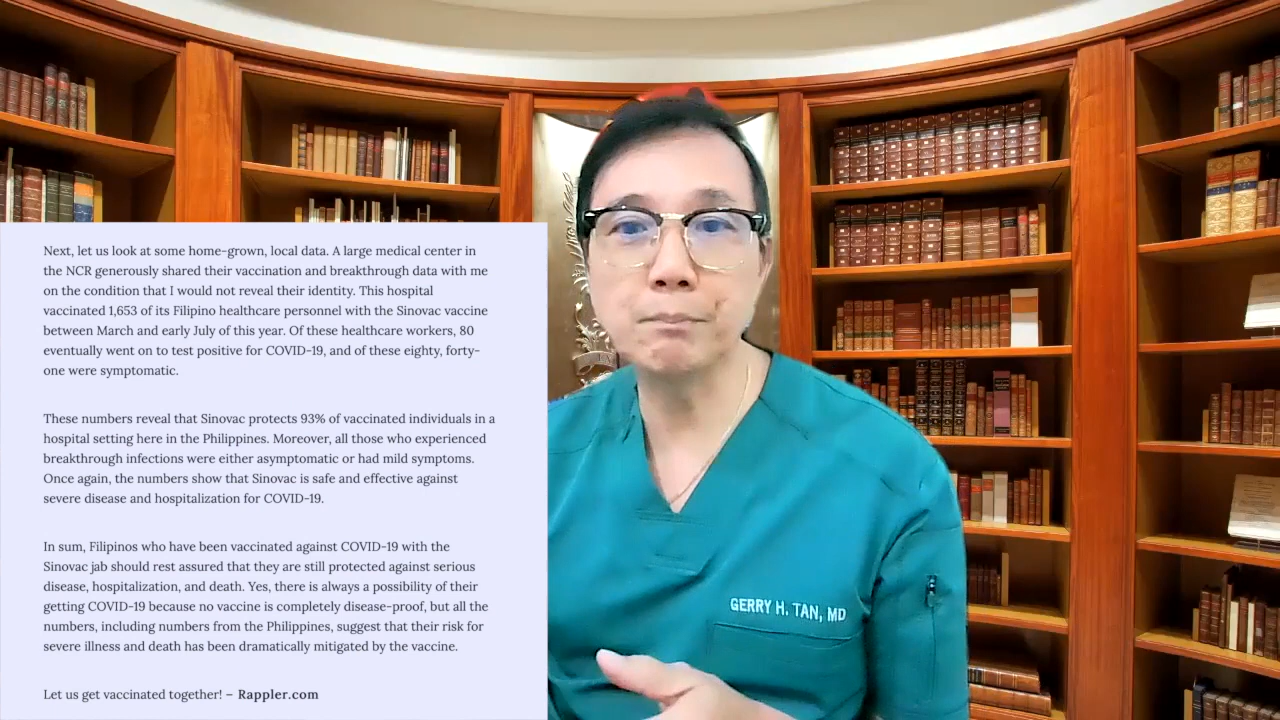 Next, let us look at some home-grown, local data. A large medical center in
the NCR generously shared their vaccination and breakthrough data with me
on the condition that I would not reveal their identity. This hospital
vaccinated 1,653 of its Filipino healthcare personnel with the Sinovac vaccine
between March and early July of this year. Of these healthcare workers, 80
eventually went on to test positive for COVID-19, and of these eighty, forty-
one were symptomatic.
These numbers reveal that Sinovac protects 93% of vaccinated individuals in a
hospital setting here in the Philippines. Moreover, all those who experienced
breakthrough infections were either asymptomatic or had mild symptoms.
Once again, the numbers show that Sinovac is safe and effective against
severe disease and hospitalization for COVID-19.
In sum, Filipinos who have been vaccinated against COVID-19 with the
Sinovac jab should rest assured that they are still protected against serious
disease, hospitalization, and death. Yes, there is always a possibility of their
getting COVID-19 because no vaccine is completely disease-proof, but all the
numbers, including numbers from the Philippines, suggest that their risk for
severe illness and death has been dramatically mitigated by the vaccine.
Let us get vaccinated together! – Rappler.com
GERRY H. TAN, MD